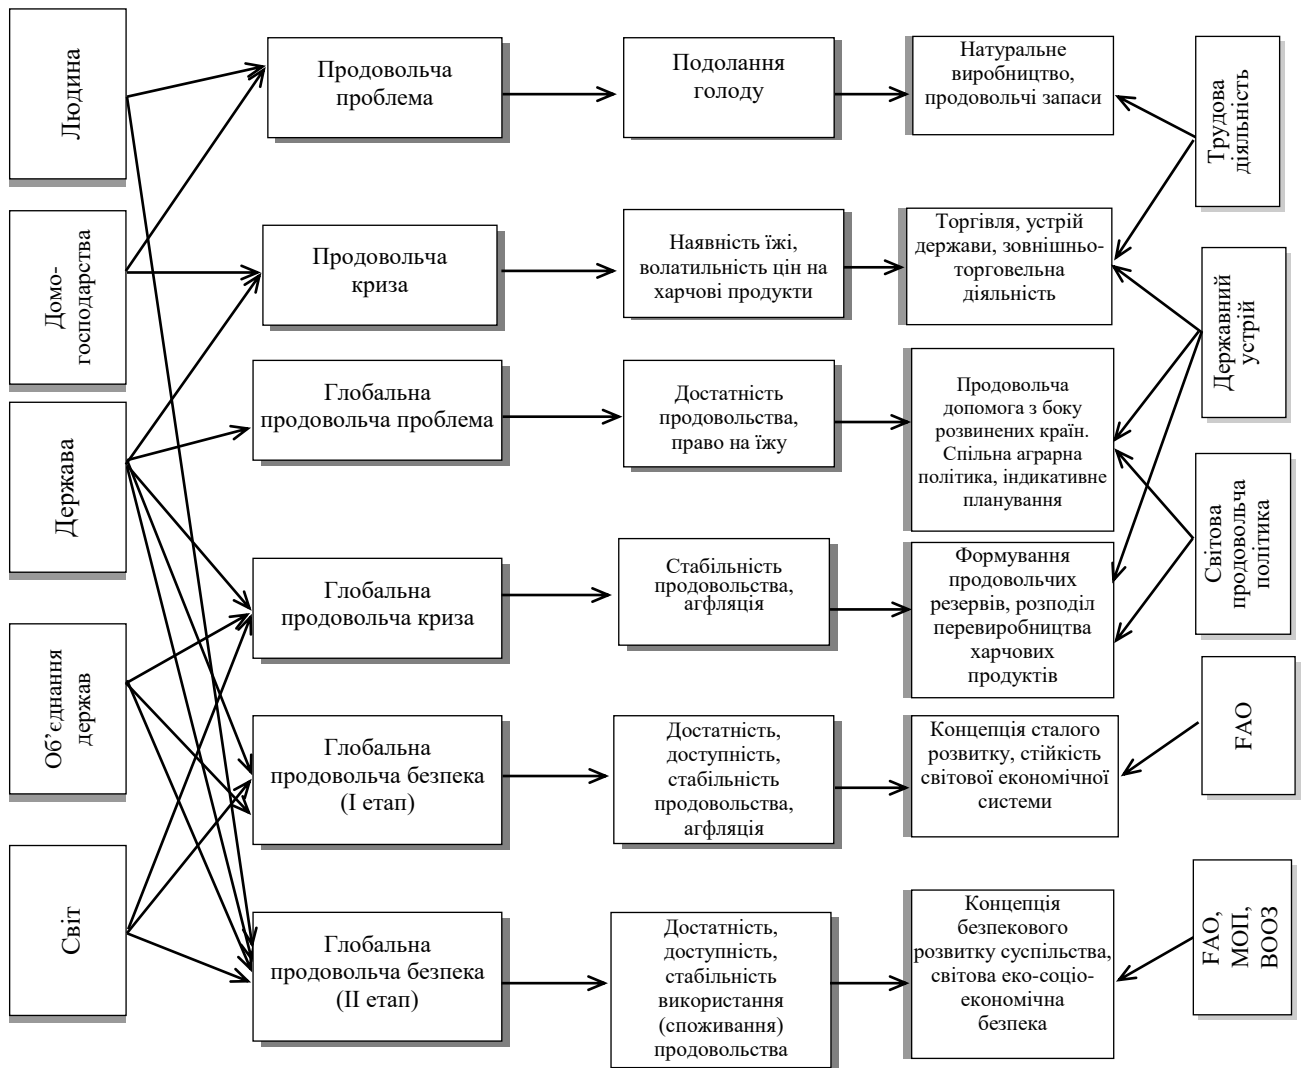 Людина
Домо-
господарства
Держава
Об’єднання
держав
Світ
Продовольча
проблема
Продовольча
криза
Глобальна
продовольча проблема
Глобальна
продовольча криза
Глобальна
продовольча безпека
(І етап)
Глобальна
продовольча безпека
(ІІ етап)
Подолання
голоду
Наявність їжі,
волатильність цін на
харчові продукти
Достатність
продовольства,
право на їжу
Стабільність
продовольства,
агфляція
Достатність,
доступність,
стабільність
продовольства,
агфляція
Достатність,
доступність,
стабільність
використання
(споживання)
продовольства
Натуральне
виробництво,
продовольчі запаси
Торгівля, устрій
держави, зовнішньо-
торговельна
діяльність
Продовольча
допомога з боку
розвинених країн.
Спільна аграрна
політика, індикативне
планування
Формування
продовольчих
резервів, розподіл
перевиробництва
харчових
продуктів
Концепція сталого
розвитку, стійкість
світової економічної
системи
Концепція
безпекового
розвитку суспільства,
світова еко-соціо-
економічна
безпека
Трудова
діяльність
Державний
устрій
Світова
продовольча
політика
FAO
FAO,
МОП,
ВООЗ